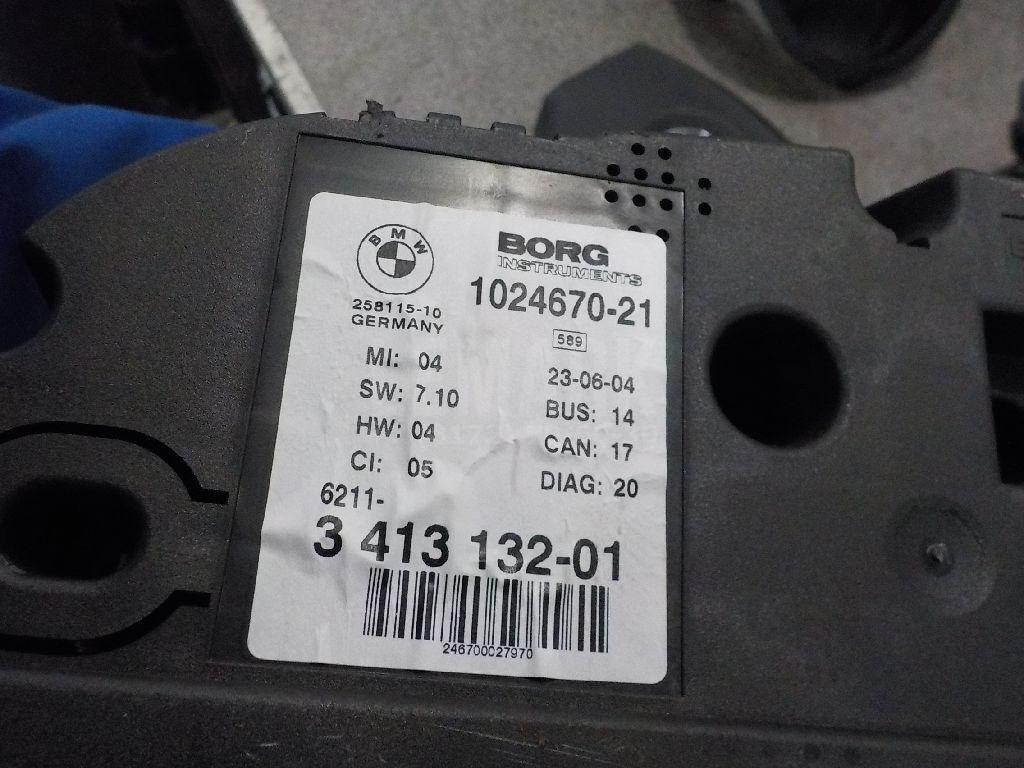 BMW
BORG
INSTRUMENTS
258115-10
GERMANY
1024670-21
589
MI: 04
23-06-04
SW: 7.10
BUS: 14
HW: 04
CAN: 17
CI: 05
DIAG: 20
6211-
3 413 132-01
246700027970